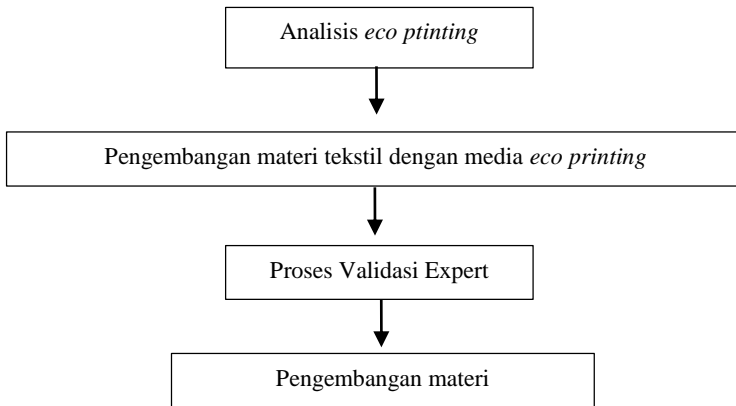 Analisis eco ptinting
Pengembangan materi tekstil dengan media eco printing
Proses Validasi Expert
Pengembangan materi